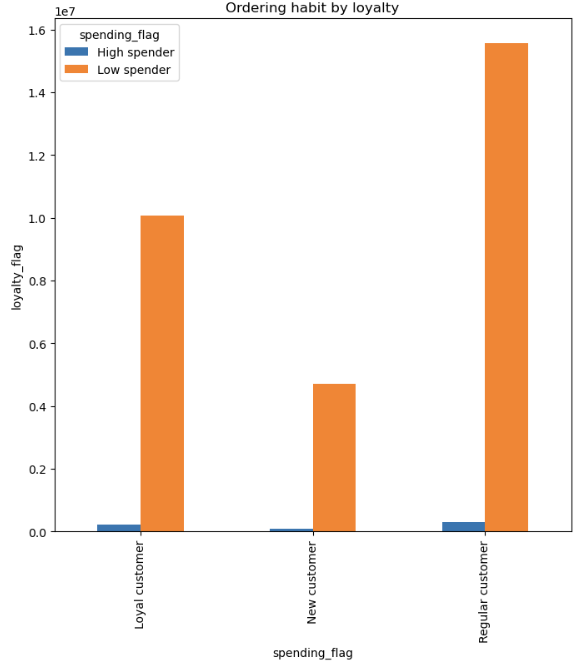 Ordering habit by loyalty
1e7
spending_flag
High spender
Low spender
1.6
1.4
1.2
1.0
0.8
0.6
0.4
0.2
0.0
loyalty_flag
Loyal customer
New customer
Regular customer
spending_flag